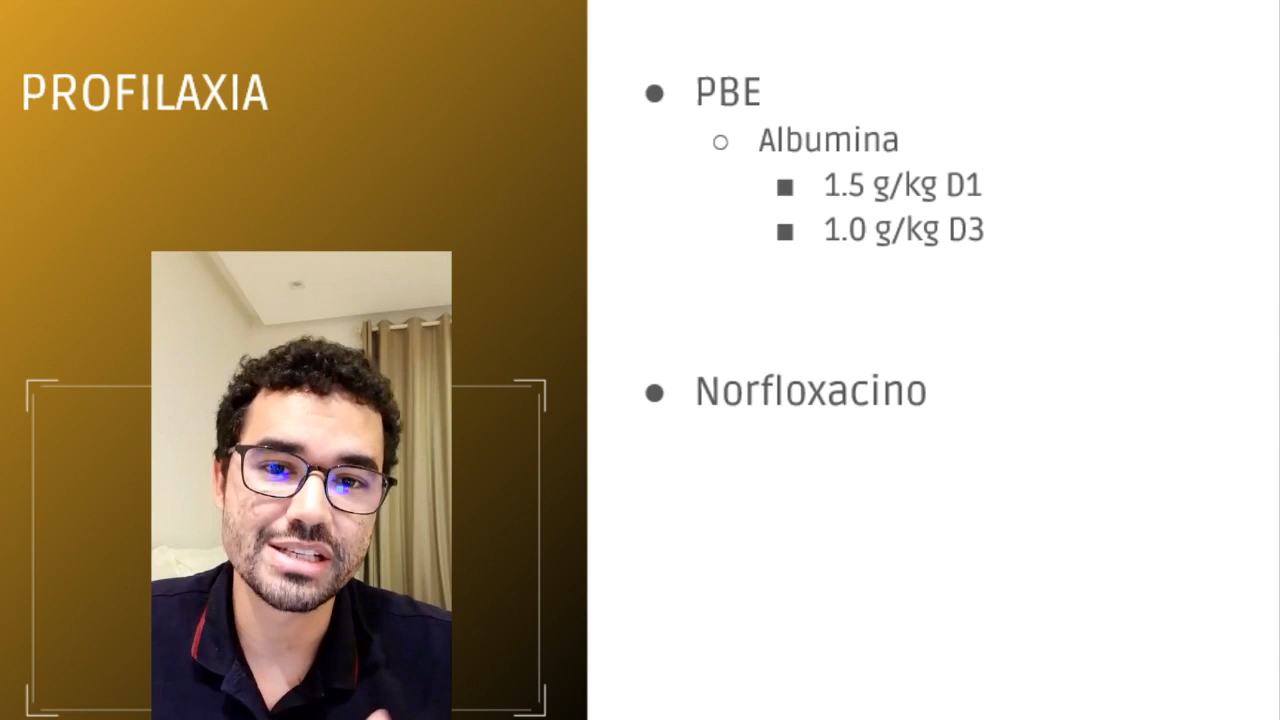 PROFILAXIA
PBE
Albumina
1.5 g/kg D1
1.0 g/kg D3
Norfloxacino